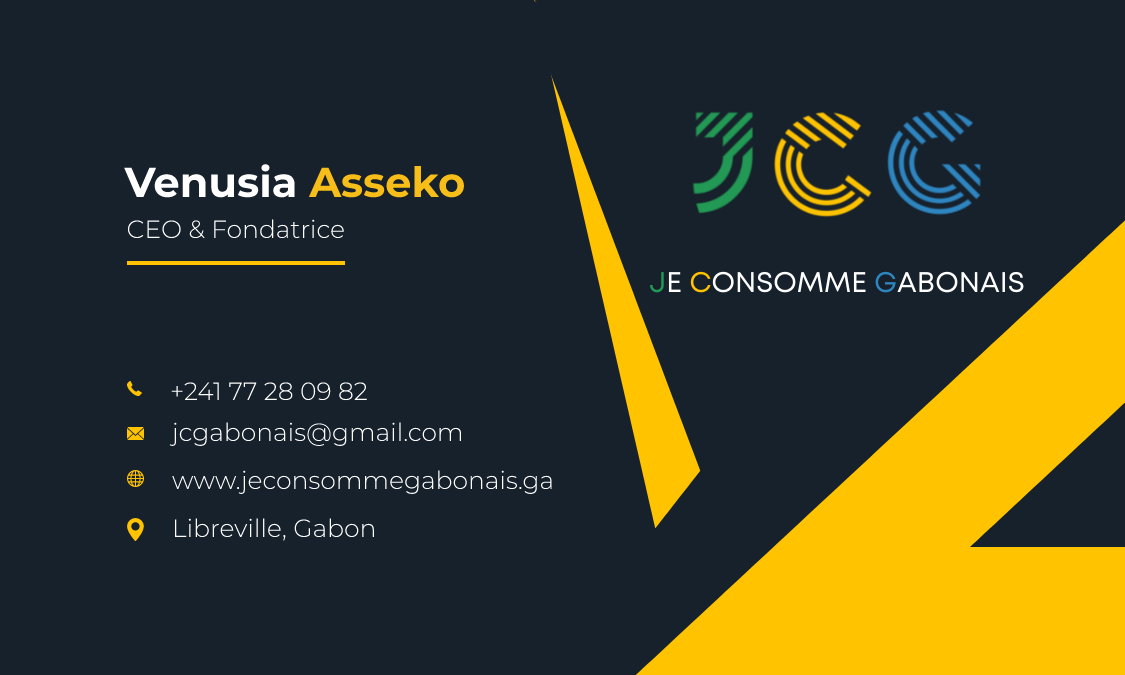 Venusia Asseko
CEO & Fondatrice
+241 77 28 09 82
jcgabonais@gmail.com
www.jeconsommegabonais.ga
Libreville, Gabon
JCG
JE CONSOMME GABONAIS